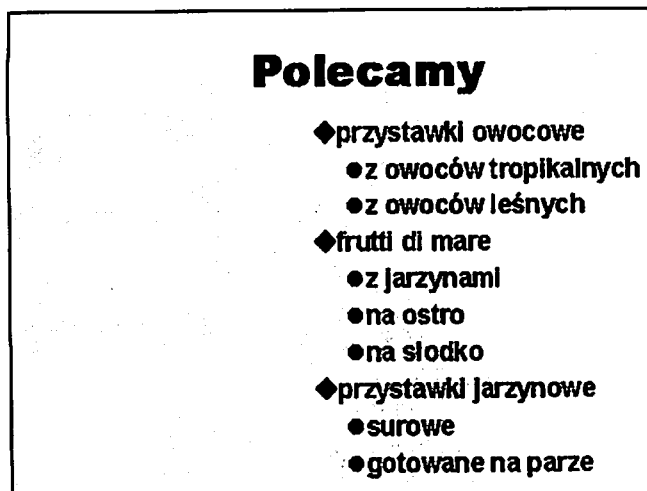 Polecamy
◆przystawki owocowe
●z owoców tropikalnych
●z owoców leśnych
◆frutti di mare
●z jarzynami
●na ostro
●na słodko
◆przystawki jarzynowe
●surowe
●gotowane na parze